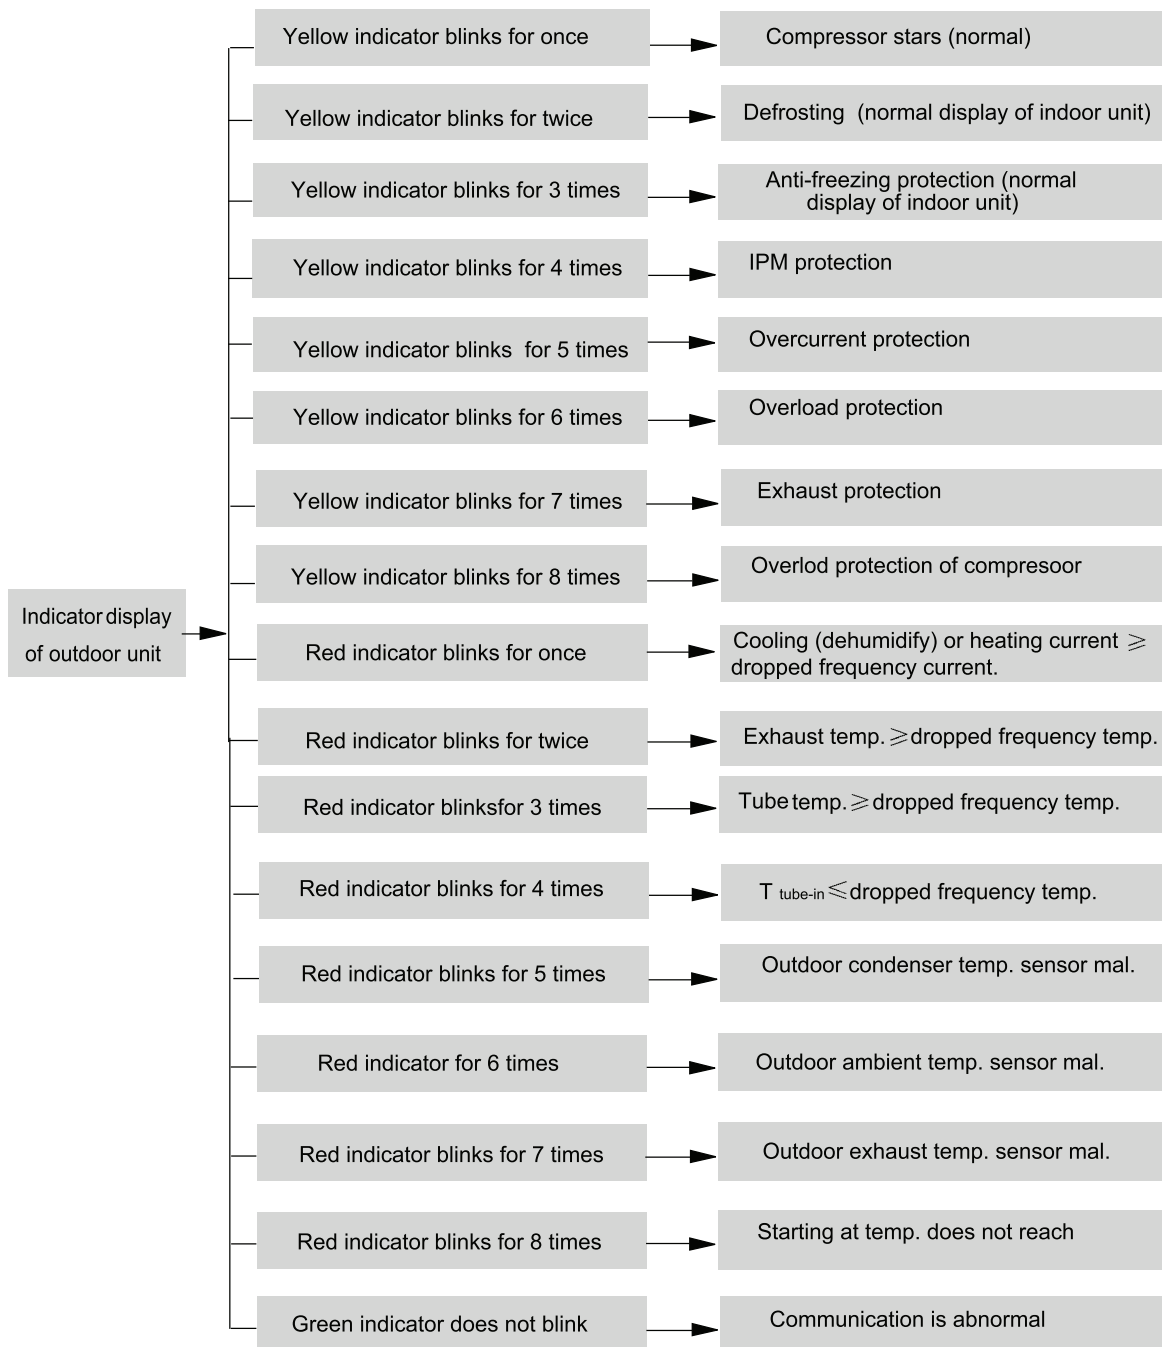 Yellow indicator blinks for once
Compressor stars (normal)
Yellow indicator blinks for twice
Defrosting (normal display of indoor unit)
Yellow indicator blinks for 3 times
Anti-freezing protection (normal
display of indoor unit)
Yellow indicator blinks for 4 times
IPM protection
Yellow indicator blinks for 5 times
Overcurrent protection
Yellow indicator blinks for 6 times
Overload protection
Yellow indicator blinks for 7 times
Exhaust protection
Yellow indicator blinks for 8 times
Overlod protection of compresoor
Indicator display
of outdoor unit
Red indicator blinks for once
Cooling (dehumidify) or heating current ≥
dropped frequency current.
Red indicator blinks for twice
Exhaust temp. ≥dropped frequency temp.
Red indicator blinksfor 3 times
Tube temp. ≥ dropped frequency temp.
Red indicator blinks for 4 times
T tube-in ≤dropped frequency temp.
Red indicator blinks for 5 times
Outdoor condenser temp. sensor mal.
Red indicator for 6 times
Outdoor ambient temp. sensor mal.
Red indicator blinks for 7 times
Outdoor exhaust temp. sensor mal.
Red indicator blinks for 8 times
Starting at temp. does not reach
Green indicator does not blink
Communication is abnormal